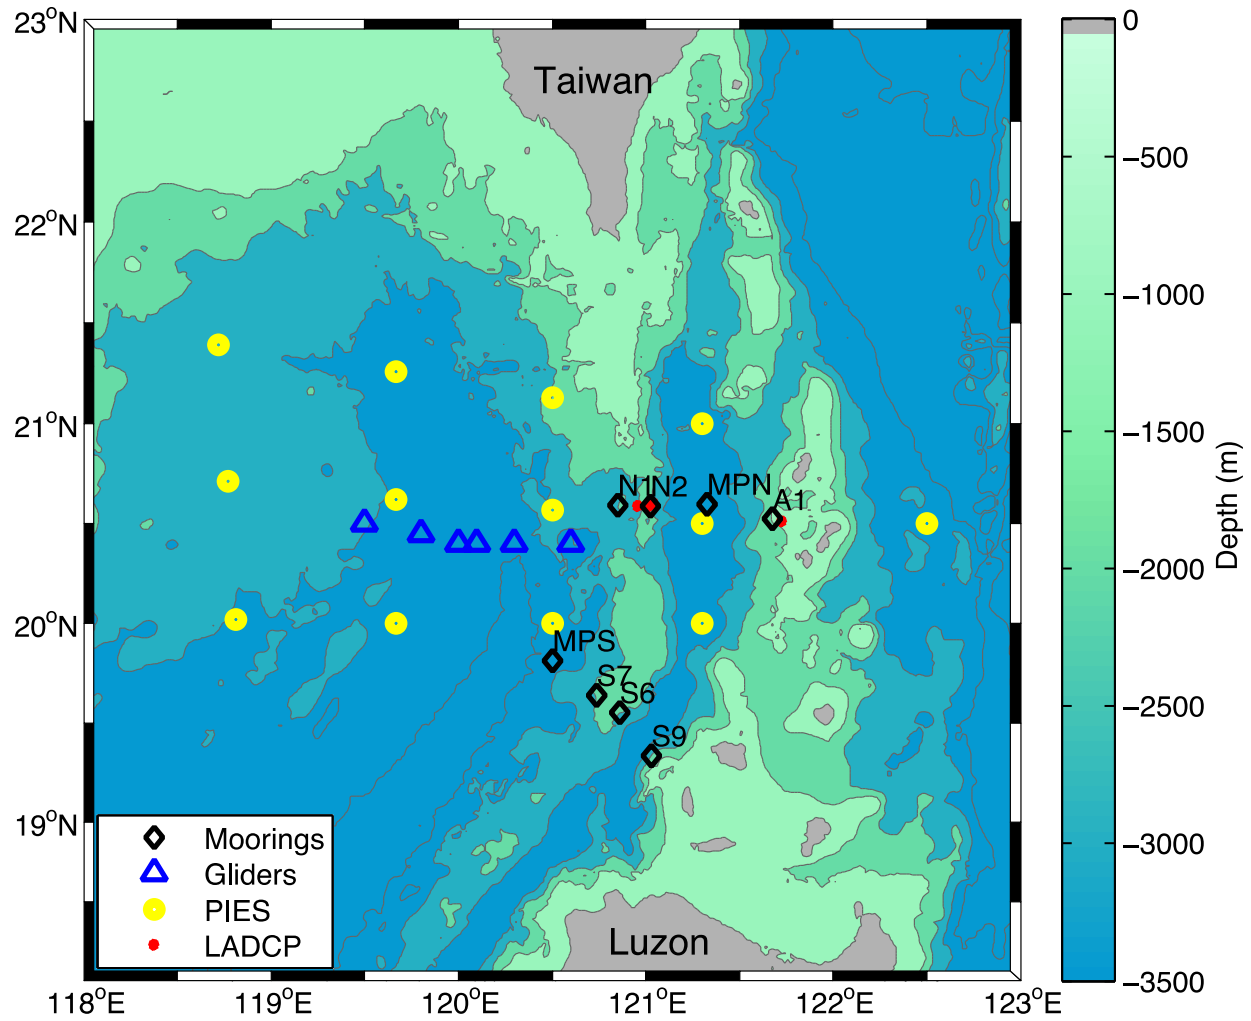 23°N
22°N
21°N
20°N
19°N
118°E
119°E
120°E
121°E
122°E
123°E
Taiwan
N1
N2
MPN
A1
MPS
S7
S6
S9
Luzon
Moorings
Gliders
PIES
LADCP
0
−500
−1000
−1500
−2000
−2500
−3000
−3500
Depth (m)